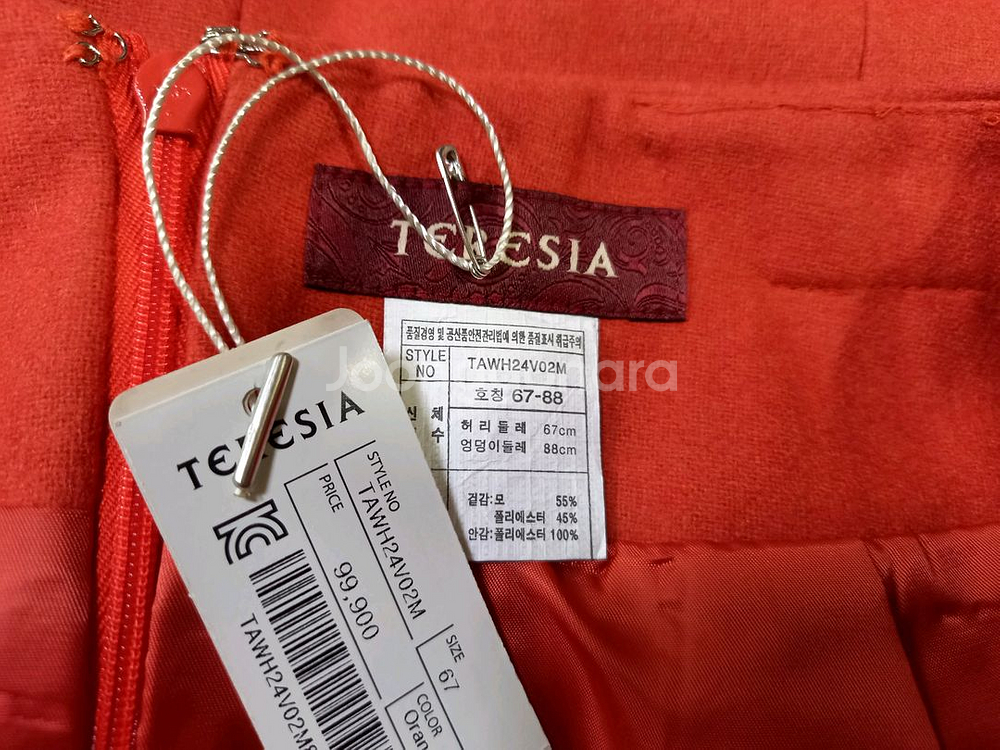 TERESIA
품질경영 및 공산품안전관리법에 의한 품질표시 취급주의
STYLE NO TAWH24V02M
호칭 67-88
신 체
수
허리둘레 67cm
엉덩이둘레 88cm
겉감:모 55%
폴리에스터 45%
안감:폴리에스터 100%
TERESIA
STYLE NO
TAWH24V02M
PRICE
99,900
SIZE
67
COLOR
Oran
TAWH24V02M
Joonggonara